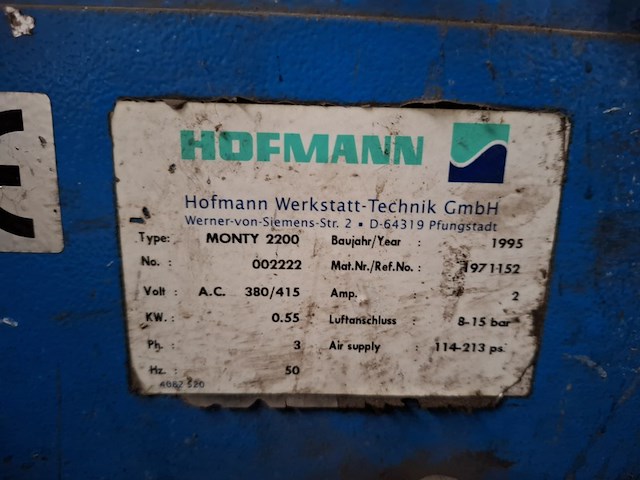 CE
HOFMANN
Hofmann Werkstatt-Technik GmbH
Werner-von-Siemens-Str. 2 • D-64319 Pfungstadt
Type: MONTY 2200 Baujahr/Year : 1995
No. : 002222 Mat.Nr./Ref.No. : 1971152
Volt : A.C. 380/415 Amp. : 2
KW. : 0.55 Luftanschluss : 8-15 bar
Ph. : 3 Air supply : 114-213 ps.
Hz. : 50